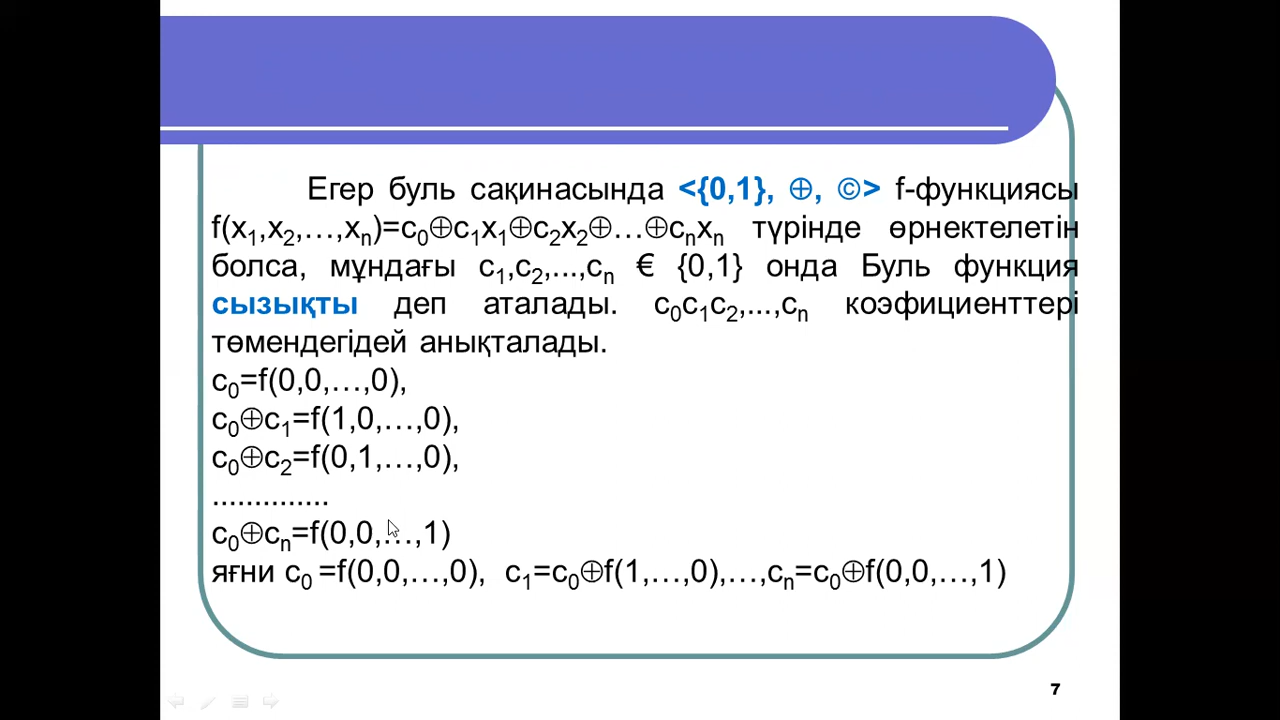 Егер буль сақинасында <{0,1}, ⊕, ©> f-функциясы
f(x₁,x₂,…,xₙ)=c₀⊕c₁x₁⊕c₂x₂⊕…⊕cₙxₙ түрінде өрнектелетін
болса, мұндағы c₁,c₂,...,cₙ € {0,1} онда Буль функция
сызықты деп аталады. c₀c₁c₂,...,cₙ коэфициенттері
төмендегідей анықталады.
c₀=f(0,0,…,0),
c₀⊕c₁=f(1,0,…,0),
c₀⊕c₂=f(0,1,…,0),
..............
c₀⊕cₙ=f(0,0,…,1)
яғни c₀ =f(0,0,…,0), c₁=c₀⊕f(1,…,0),…,cₙ=c₀⊕f(0,0,…,1)
7